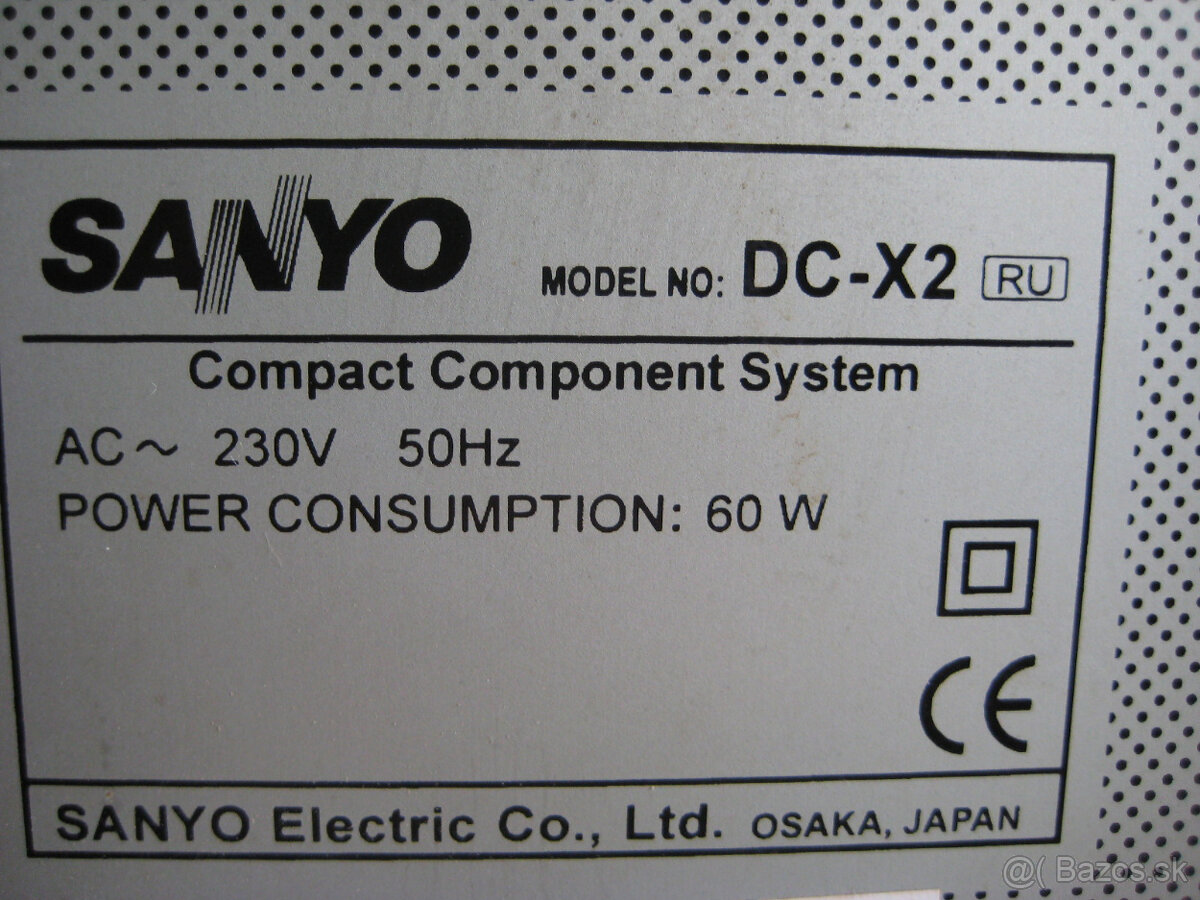 SANYO MODEL NO: DC-X2 RU
Compact Component System
AC~ 230V 50Hz
POWER CONSUMPTION: 60 W
CE
SANYO Electric Co., Ltd. OSAKA, JAPAN
@( Bazos.sk